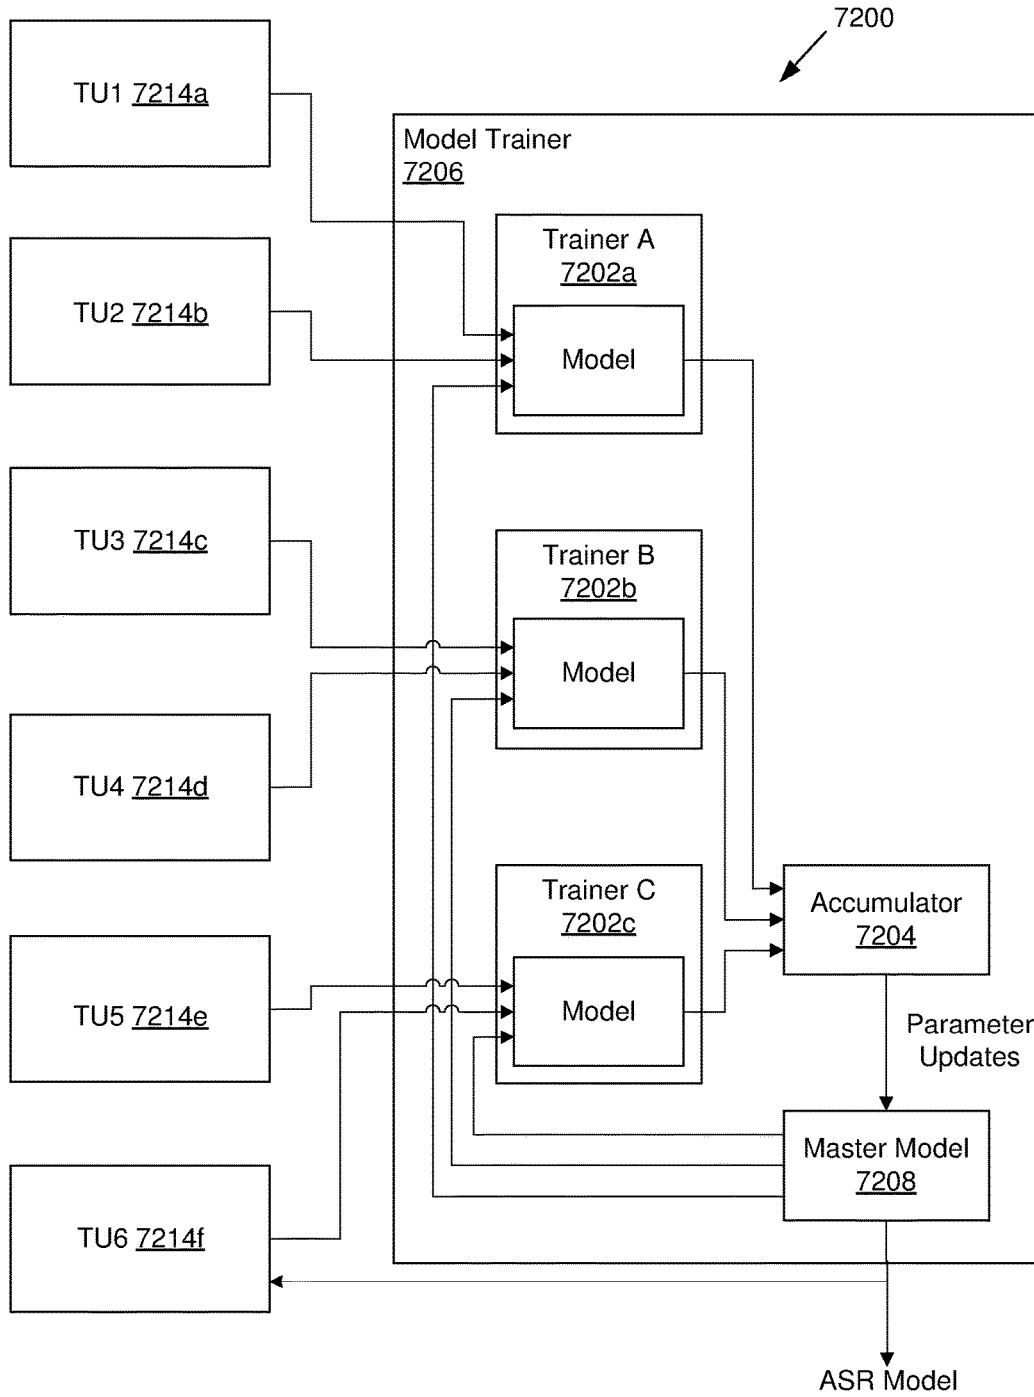 7200
TU1 7214a
Model Trainer
7206
Trainer A
7202a
TU2 7214b
Model
TU3 7214c
Trainer B
7202b
Model
TU4 7214d
Trainer C
7202c
Accumulator
7204
TU5 7214e
Model
Parameter
Updates
Master Model
7208
TU6 7214f
ASR Model